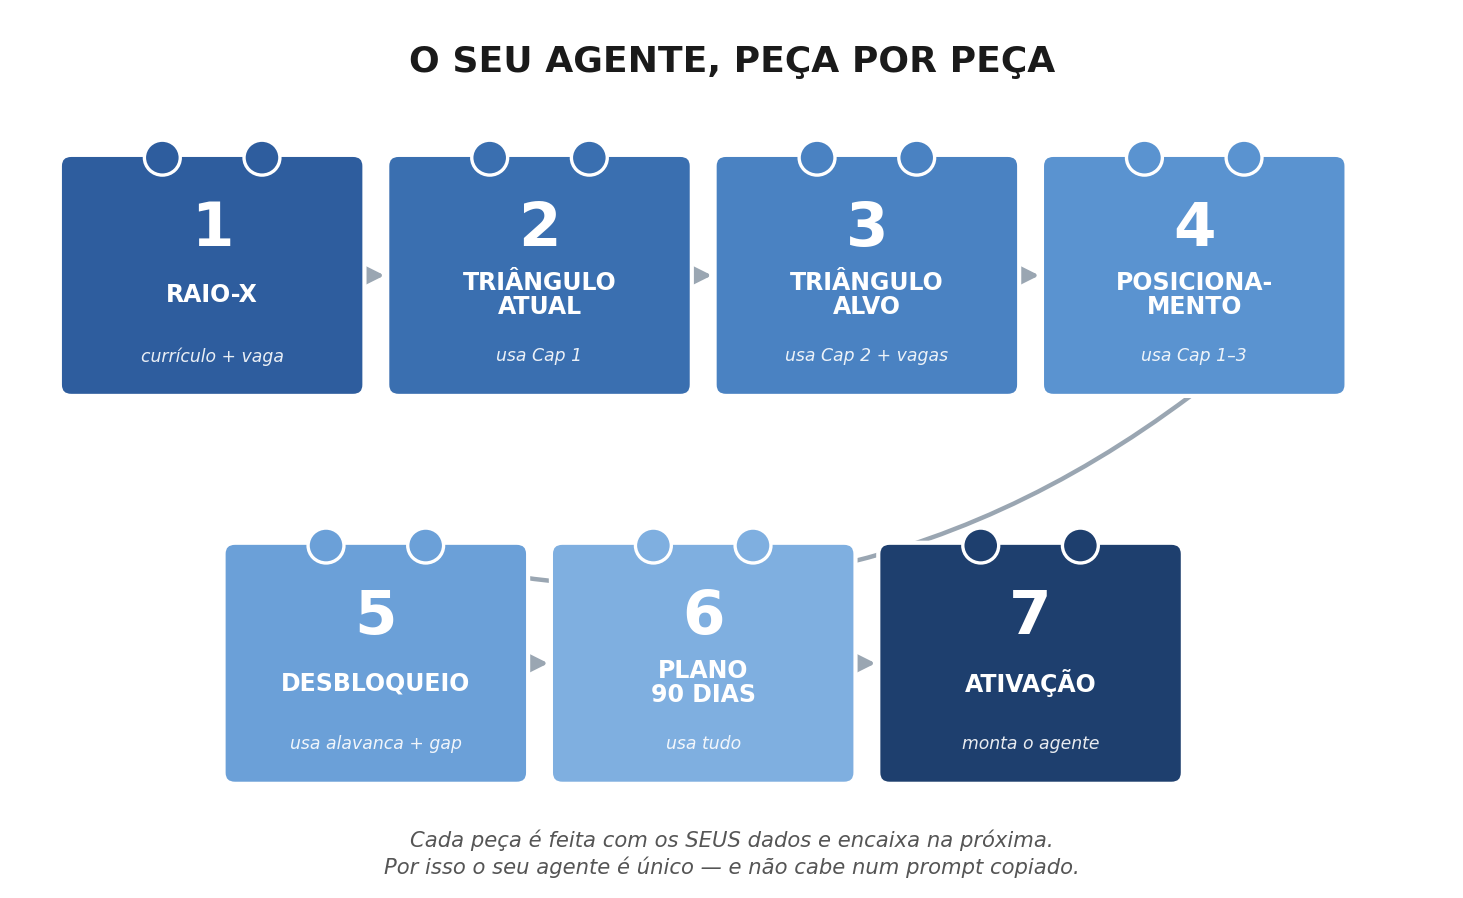 O SEU AGENTE, PEÇA POR PEÇA
1
RAIO-X
currículo + vaga
2
TRIÂNGULO
ATUAL
usa Cap 1
3
TRIÂNGULO
ALVO
usa Cap 2 + vagas
4
POSICIONA-
MENTO
usa Cap 1–3
5
DESBLOQUEIO
usa alavanca + gap
6
PLANO
90 DIAS
usa tudo
7
ATIVAÇÃO
monta o agente
Cada peça é feita com os SEUS dados e encaixa na próxima.
Por isso o seu agente é único — e não cabe num prompt copiado.